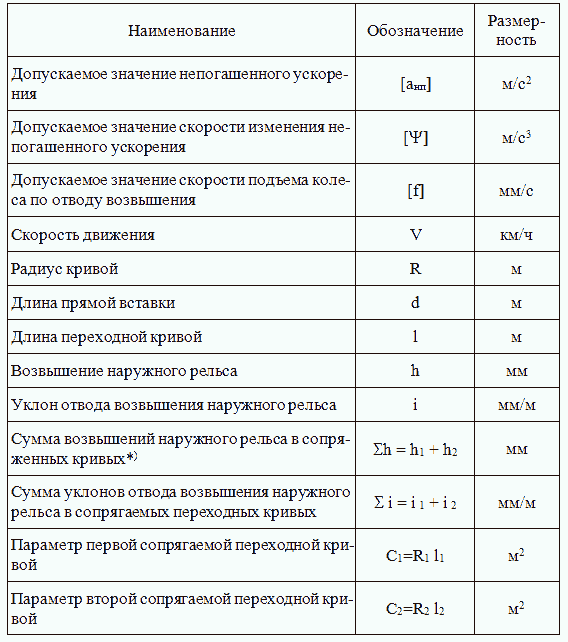 Наименование Обозначение Размер-
ность
Допускаемое значение непогашенного ускоре-
ния [aнп] м/с²
Допускаемое значение скорости изменения не-
погашенного ускорения [Ψ] м/с³
Допускаемое значение скорости подъема коле-
са по отводу возвышения [f] мм/с
Скорость движения V км/ч
Радиус кривой R м
Длина прямой вставки d м
Длина переходной кривой l м
Возвышение наружного рельса h мм
Уклон отвода возвышения наружного рельса i мм/м
Сумма возвышений наружного рельса в сопря-
женных кривых*) Σh = h1 + h2 мм
Сумма уклонов отвода возвышения наружного
рельса в сопрягаемых переходных кривых Σ i = i 1 + i 2 мм/м
Параметр первой сопрягаемой переходной кри-
вой C1=R1 l1 м²
Параметр второй сопрягаемой переходной кри-
вой C2=R2 l2 м²